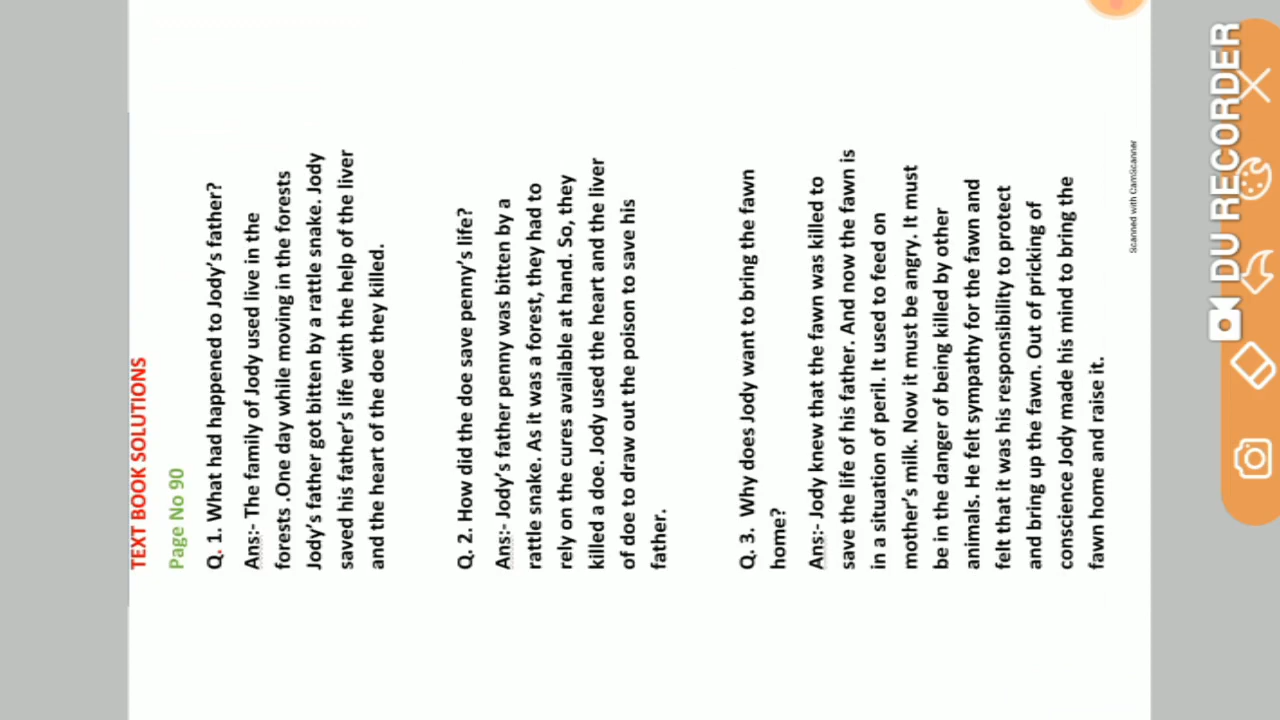 TEXT BOOK SOLUTIONS
Page No 90
Q. 1. What had happened to Jody's father?
Ans:- The family of Jody used live in the
forests .One day while moving in the forests
Jody's father got bitten by a rattle snake. Jody
saved his father's life with the help of the liver
and the heart of the doe they killed.
Q. 2. How did the doe save penny's life?
Ans:- Jody's father penny was bitten by a
rattle snake. As it was a forest, they had to
rely on the cures available at hand. So, they
killed a doe. Jody used the heart and the liver
of doe to draw out the poison to save his
father.
Q. 3. Why does Jody want to bring the fawn
home?
Ans:- Jody knew that the fawn was killed to
save the life of his father. And now the fawn is
in a situation of peril. It used to feed on
mother's milk. Now it must be angry. It must
be in the danger of being killed by other
animals. He felt sympathy for the fawn and
felt that it was his responsibility to protect
and bring up the fawn. Out of pricking of
conscience Jody made his mind to bring the
fawn home and raise it.
Scanned with CamScanner
DU RECORDER